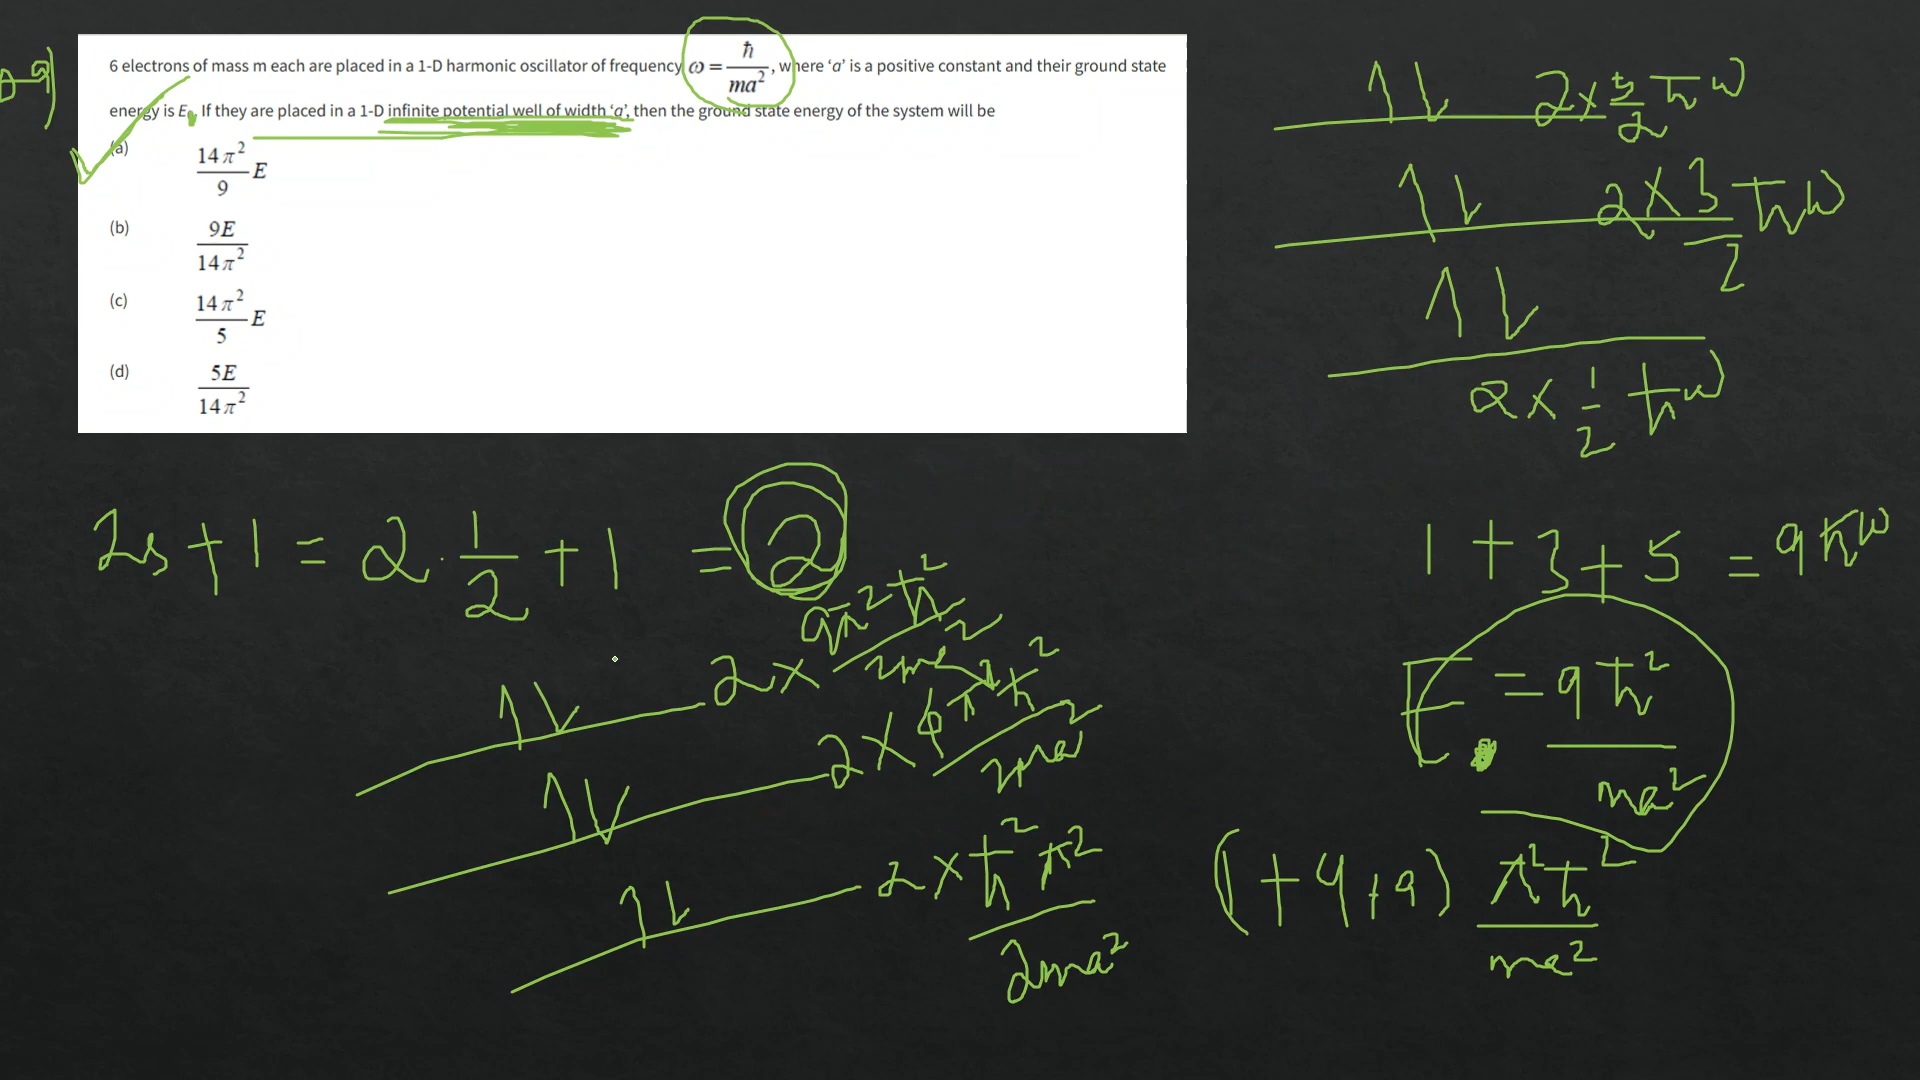 6 electrons of mass m each are placed in a 1-D harmonic oscillator of frequency ω = ħ/ma², where 'a' is a positive constant and their ground state
energy is E. If they are placed in a 1-D infinite potential well of width 'a', then the ground state energy of the system will be
(a) 14π²/9 E
(b) 9E/14π²
(c) 14π²/5 E
(d) 5E/14π²
1 2 × 5/2 ħω
2 × 3/2 ħω
2 × 1/2 ħω
2s + 1 = 2 · 1/2 + 1 = 2
1 + 3 + 5 = 9ħω
E = 9ħ²/ma²
2 × 9π²ħ²/2ma²
2 × 4π²ħ²/2ma²
2 × ħ²π²/2ma²
(1 + 4 + 9) π²ħ²/ma²